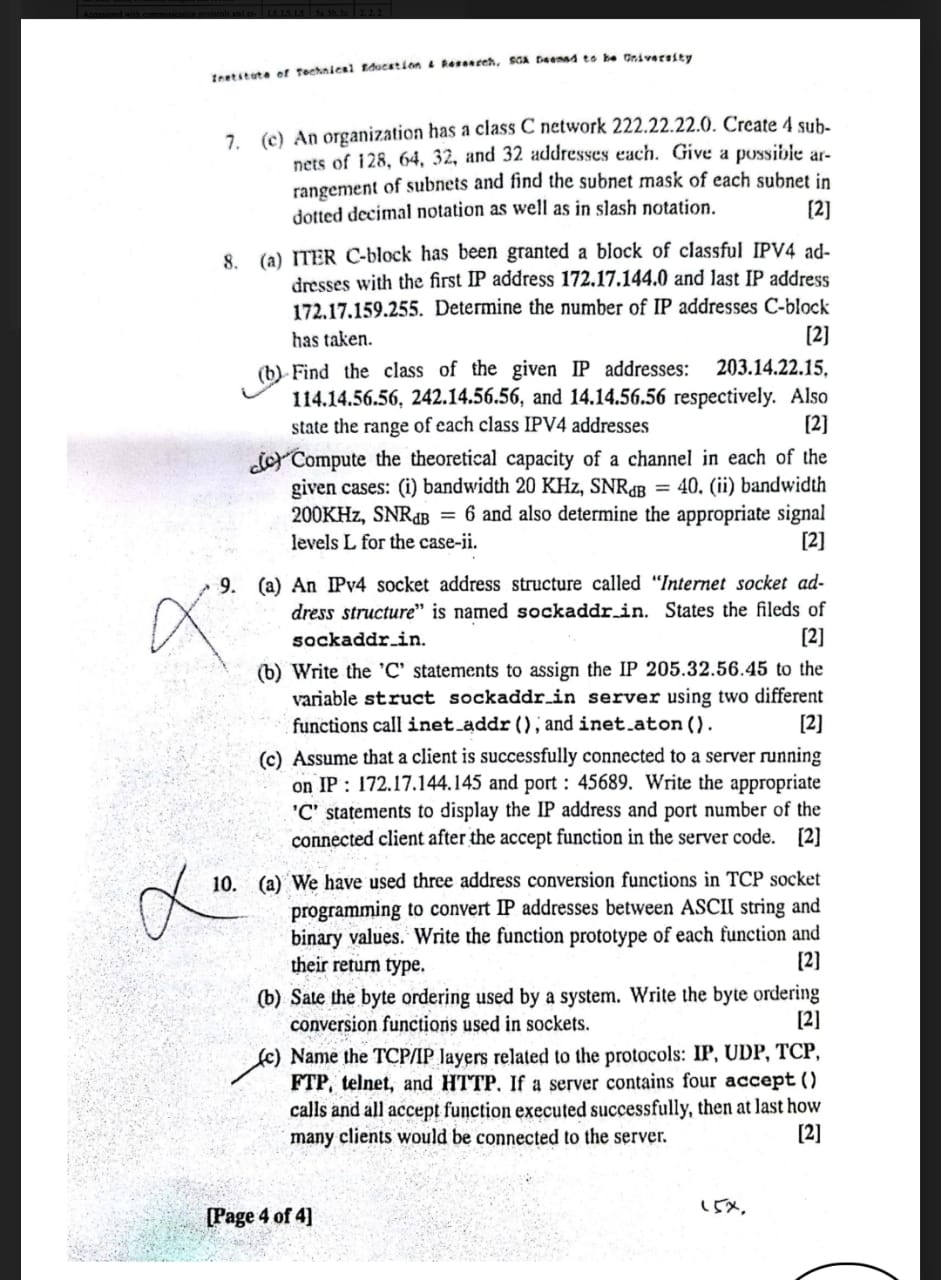 Institute of Technical Education & Research, SOA Deemed to be University
7. (c) An organization has a class C network 222.22.22.0. Create 4 sub-
nets of 128, 64, 32, and 32 addresses each. Give a possible ar-
rangement of subnets and find the subnet mask of each subnet in
dotted decimal notation as well as in slash notation. [2]
8. (a) ITER C-block has been granted a block of classful IPV4 ad-
dresses with the first IP address 172.17.144.0 and last IP address
172.17.159.255. Determine the number of IP addresses C-block
has taken. [2]
(b) Find the class of the given IP addresses: 203.14.22.15,
114.14.56.56, 242.14.56.56, and 14.14.56.56 respectively. Also
state the range of each class IPV4 addresses [2]
(c) Compute the theoretical capacity of a channel in each of the
given cases: (i) bandwidth 20 KHz, SNRdB = 40, (ii) bandwidth
200KHz, SNRdB = 6 and also determine the appropriate signal
levels L for the case-ii. [2]
9. (a) An IPv4 socket address structure called “Internet socket ad-
dress structure” is named sockaddr_in. States the fileds of
sockaddr_in. [2]
(b) Write the 'C' statements to assign the IP 205.32.56.45 to the
variable struct sockaddr_in server using two different
functions call inet_addr(), and inet_aton(). [2]
(c) Assume that a client is successfully connected to a server running
on IP : 172.17.144.145 and port : 45689. Write the appropriate
'C' statements to display the IP address and port number of the
connected client after the accept function in the server code. [2]
10. (a) We have used three address conversion functions in TCP socket
programming to convert IP addresses between ASCII string and
binary values. Write the function prototype of each function and
their return type. [2]
(b) Sate the byte ordering used by a system. Write the byte ordering
conversion functions used in sockets. [2]
(c) Name the TCP/IP layers related to the protocols: IP, UDP, TCP,
FTP, telnet, and HTTP. If a server contains four accept()
calls and all accept function executed successfully, then at last how
many clients would be connected to the server. [2]
[Page 4 of 4]